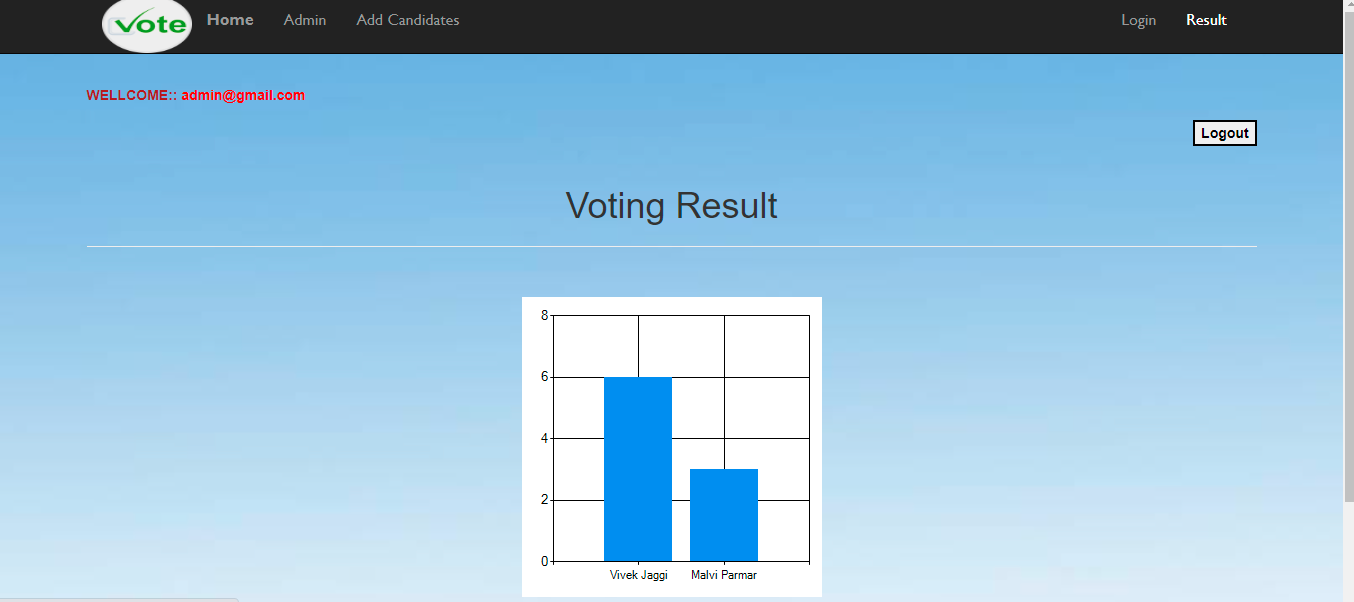 Vote Home Admin Add Candidates Login Result
WELLCOME:: admin@gmail.com
Logout
Voting Result
8
6
4
2
0
Vivek Jaggi Malvi Parmar